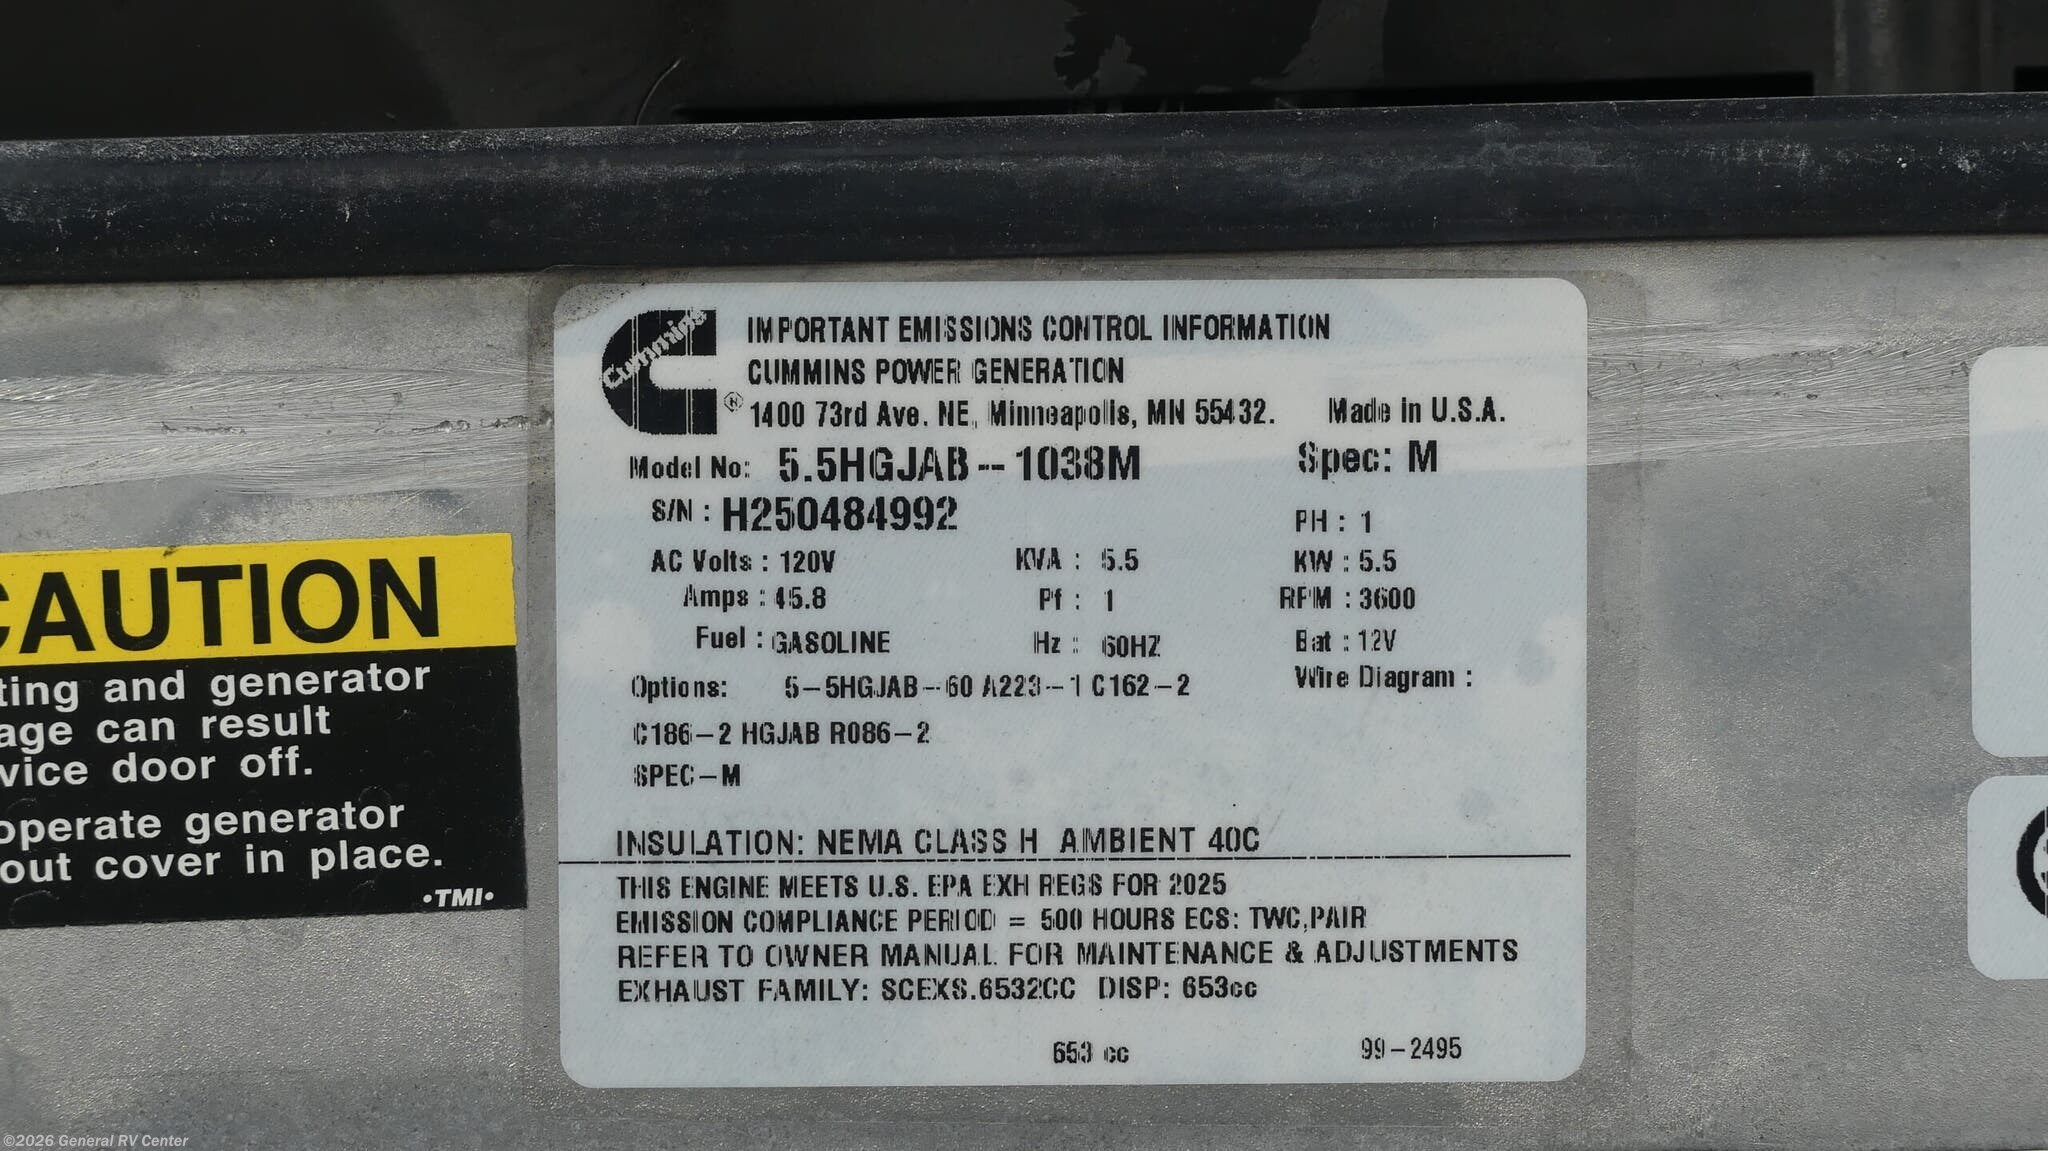 Cummins
®
IMPORTANT EMISSIONS CONTROL INFORMATION
CUMMINS POWER GENERATION
1400 73rd Ave. NE, Minneapolis, MN 55432. Made in U.S.A.
Model No: 5.5HGJAB--1038M Spec: M
S/N : H250484992 PH : 1
AC Volts : 120V KVA : 5.5 KW : 5.5
Amps : 45.8 Pf : 1 RPM : 3600
Fuel : GASOLINE Hz : 60HZ Bat : 12V
Options: 5-5HGJAB-60 A223-1 C162-2 Wire Diagram :
C186-2 HGJAB R086-2
SPEC-M
INSULATION: NEMA CLASS H AMBIENT 40C
THIS ENGINE MEETS U.S. EPA EXH REGS FOR 2025
EMISSION COMPLIANCE PERIOD = 500 HOURS ECS: TWC,PAIR
REFER TO OWNER MANUAL FOR MAINTENANCE & ADJUSTMENTS
EXHAUST FAMILY: SCEXS.6532CC DISP: 653cc
653 cc 99-2495
CAUTION
ting and generator
age can result
vice door off.
operate generator
out cover in place.
•TMI•
©2026 General RV Center